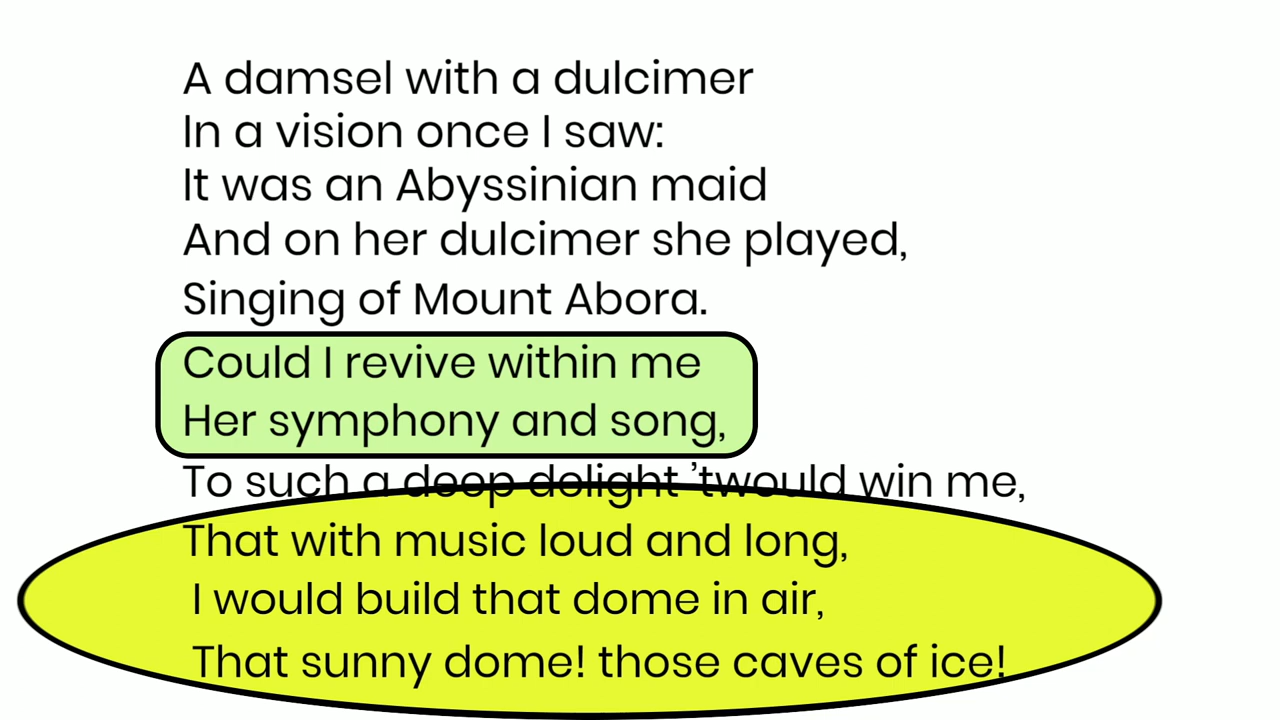 A damsel with a dulcimer
In a vision once I saw:
It was an Abyssinian maid
And on her dulcimer she played,
Singing of Mount Abora.
Could I revive within me
Her symphony and song,
To such a deep delight ’twould win me,
That with music loud and long,
I would build that dome in air,
That sunny dome! those caves of ice!